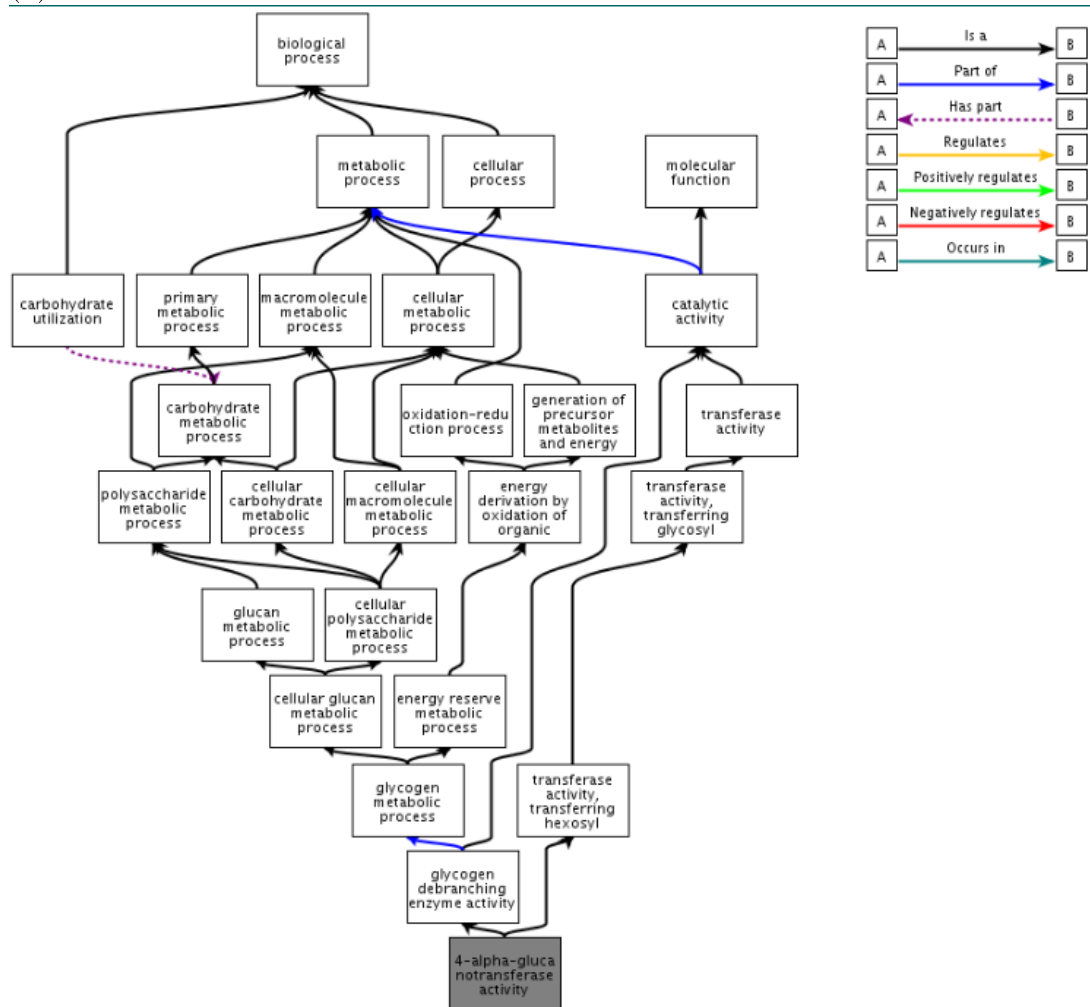 biological
process
A
Is a
B
A
Part of
B
A
Has part
B
A
Regulates
B
A
Positively regulates
B
A
Negatively regulates
B
A
Occurs in
B
metabolic
process
cellular
process
molecular
function
carbohydrate
utilization
primary
metabolic
process
macromolecule
metabolic
process
cellular
metabolic
process
catalytic
activity
carbohydrate
metabolic
process
oxidation-redu
ction process
generation of
precursor
metabolites
and energy
transferase
activity
polysaccharide
metabolic
process
cellular
carbohydrate
metabolic
process
cellular
macromolecule
metabolic
process
energy
derivation by
oxidation of
organic
transferase
activity,
transferring
glycosyl
glucan
metabolic
process
cellular
polysaccharide
metabolic
process
cellular glucan
metabolic
process
energy reserve
metabolic
process
glycogen
metabolic
process
transferase
activity,
transferring
hexosyl
glycogen
debranching
enzyme activity
4-alpha-gluca
notransferase
activity